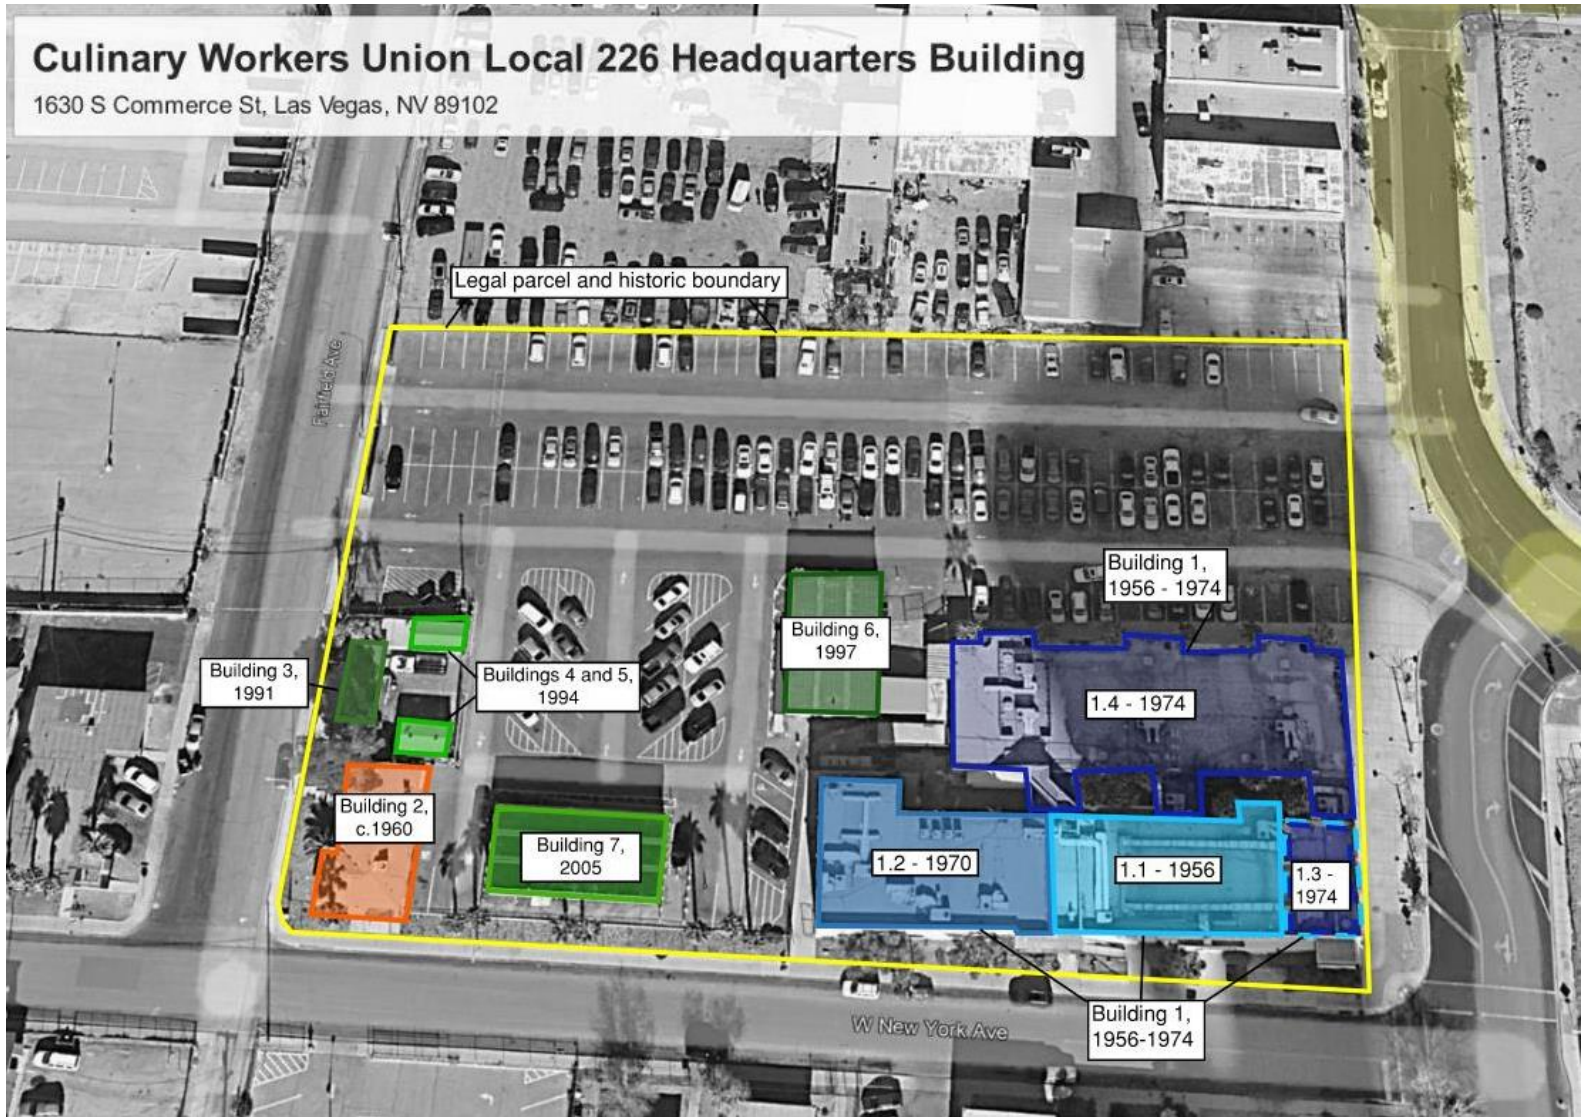 Culinary Workers Union Local 226 Headquarters Building
1630 S Commerce St, Las Vegas, NV 89102
Legal parcel and historic boundary
Fairfield Ave
Building 1,
1956 - 1974
Building 6,
1997
Building 3,
1991
Buildings 4 and 5,
1994
1.4 - 1974
Building 2,
c.1960
Building 7,
2005
1.2 - 1970
1.1 - 1956
1.3 -
1974
Building 1,
1956-1974
W New York Ave